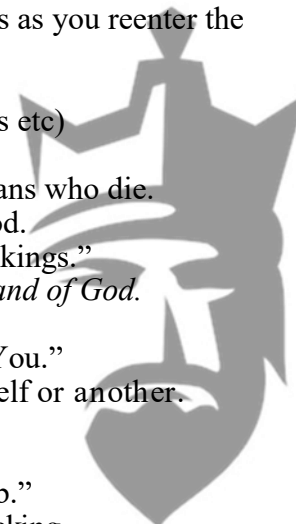 s as you reenter the
s etc)
ans who die.
od.
kings.”
and of God.
You.”
elf or another.
o.”